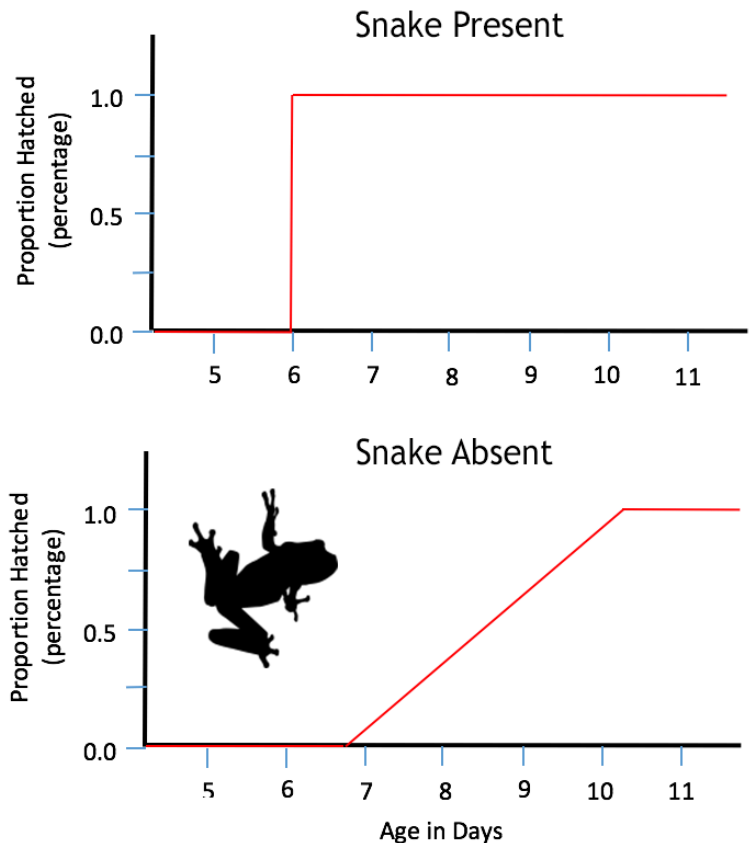 Snake Present
Proportion Hatched
(percentage)
1.0
0.5
0.0
5 6 7 8 9 10 11
Snake Absent
Proportion Hatched
(percentage)
1.0
0.5
0.0
5 6 7 8 9 10 11
Age in Days